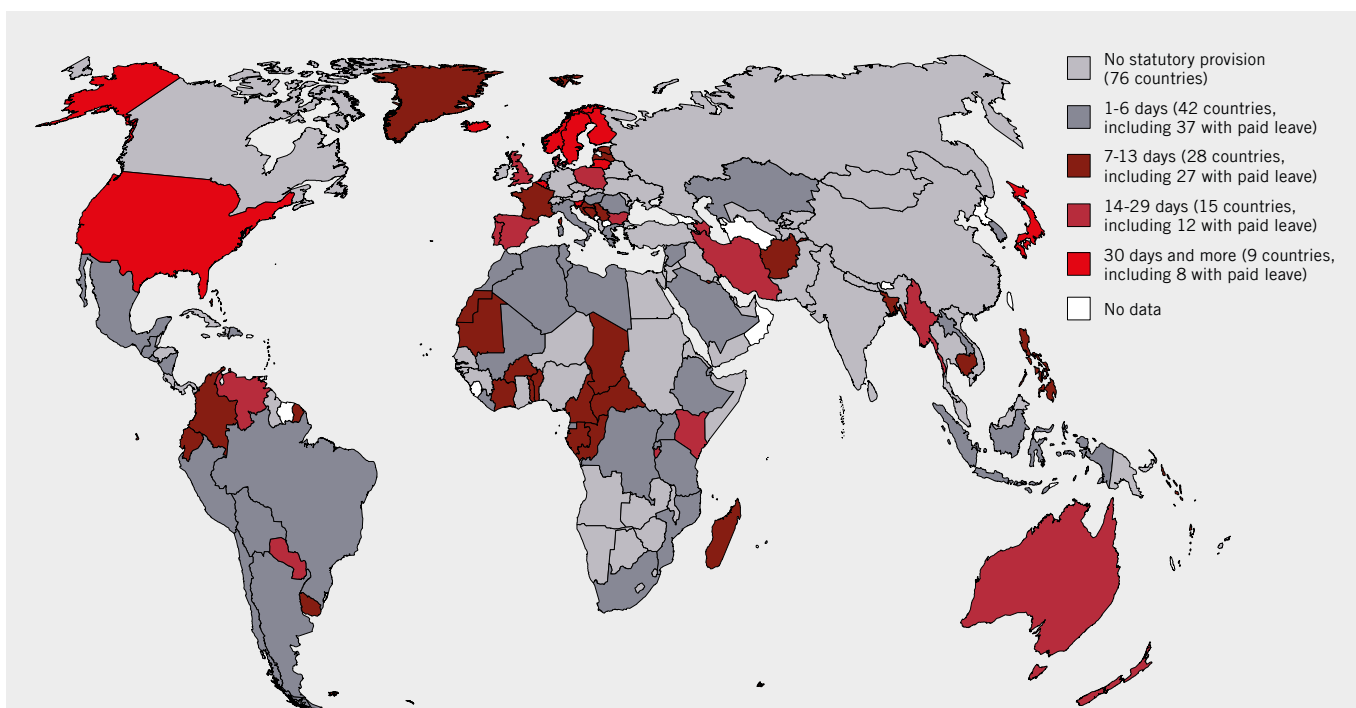 No statutory provision
(76 countries)
1-6 days (42 countries,
including 37 with paid leave)
7-13 days (28 countries,
including 27 with paid leave)
14-29 days (15 countries,
including 12 with paid leave)
30 days and more (9 countries,
including 8 with paid leave)
No data